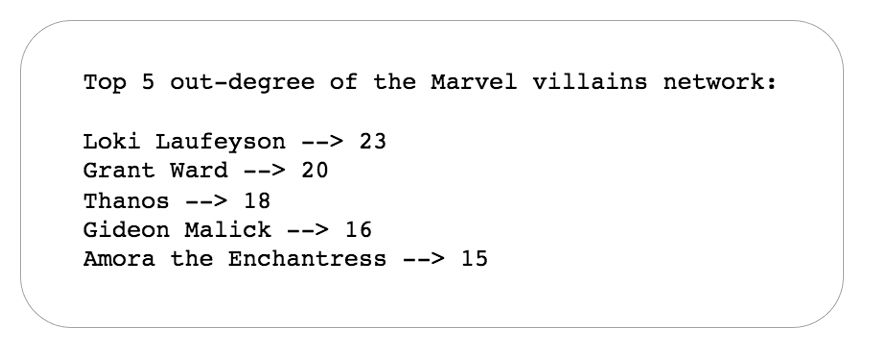 Top 5 out-degree of the Marvel villains network:
Loki Laufeyson --> 23
Grant Ward --> 20
Thanos --> 18
Gideon Malick --> 16
Amora the Enchantress --> 15